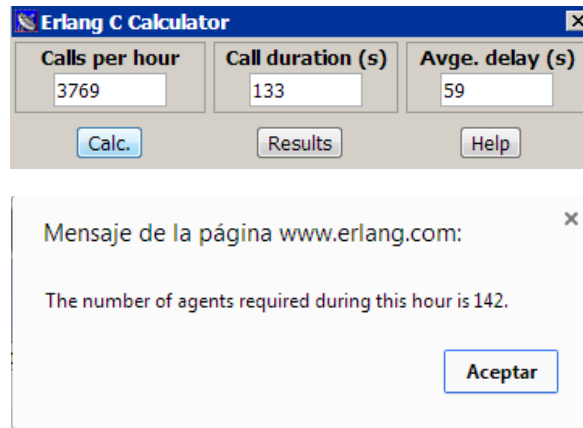 Erlang C Calculator
Calls per hour Call duration (s) Avge. delay (s)
3769 133 59
Calc. Results Help
Mensaje de la página www.erlang.com:
The number of agents required during this hour is 142.
Aceptar